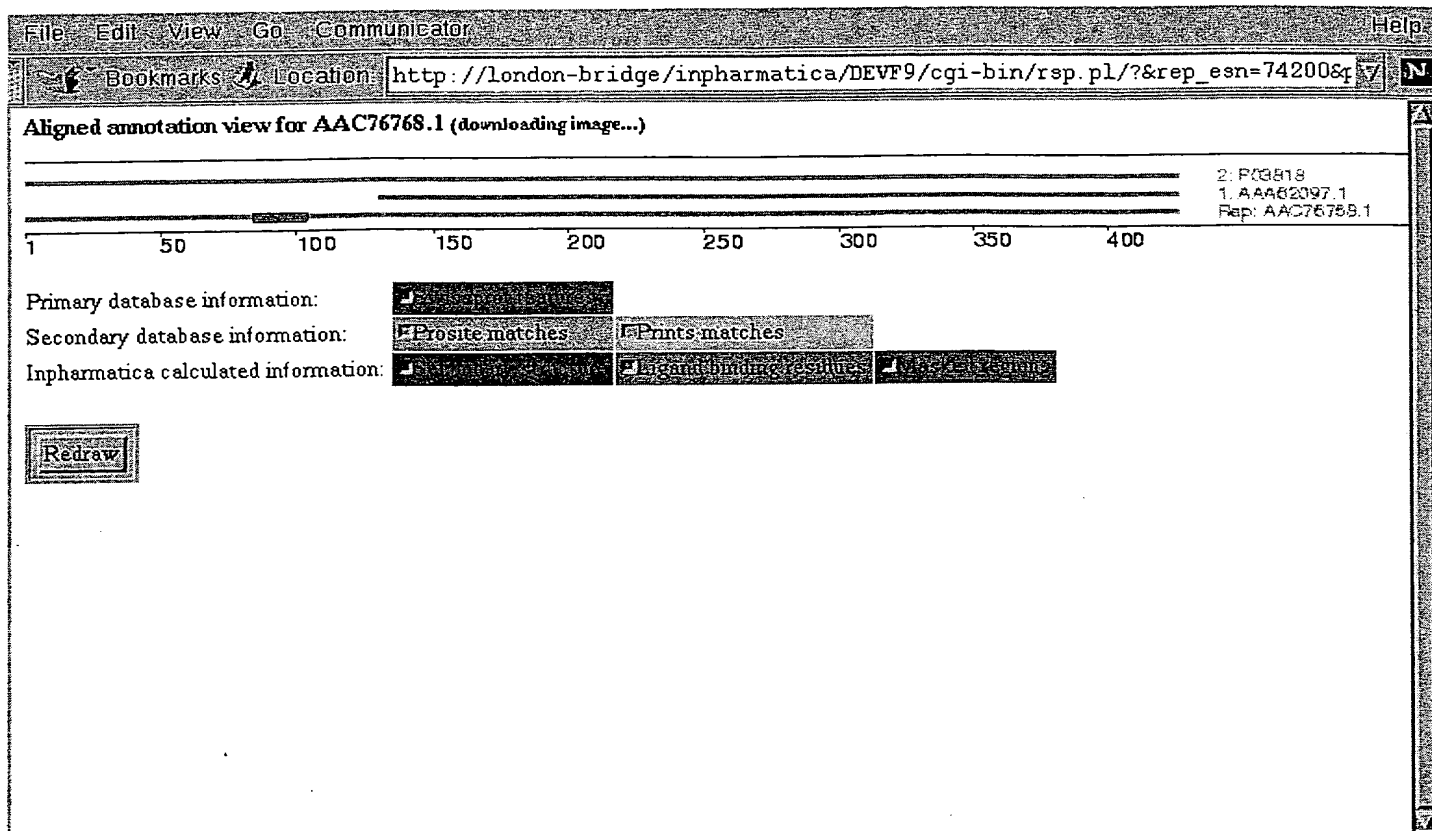 File Edit View Go Communicator Help
Bookmarks Location: http://london-bridge/inpharmatica/DEVF9/cgi-bin/rsp.pl/?&rep_esn=74200&p N
Aligned annotation view for AAC76768.1 (downloading image...)
2: P03818
1. AAA62097.1
Rep: AAC76768.1
1 50 100 150 200 250 300 350 400
Primary database information:
Secondary database information: Prosite matches Prints matches
Inpharmatica calculated information: Ligand binding residues Masked regions
Redraw